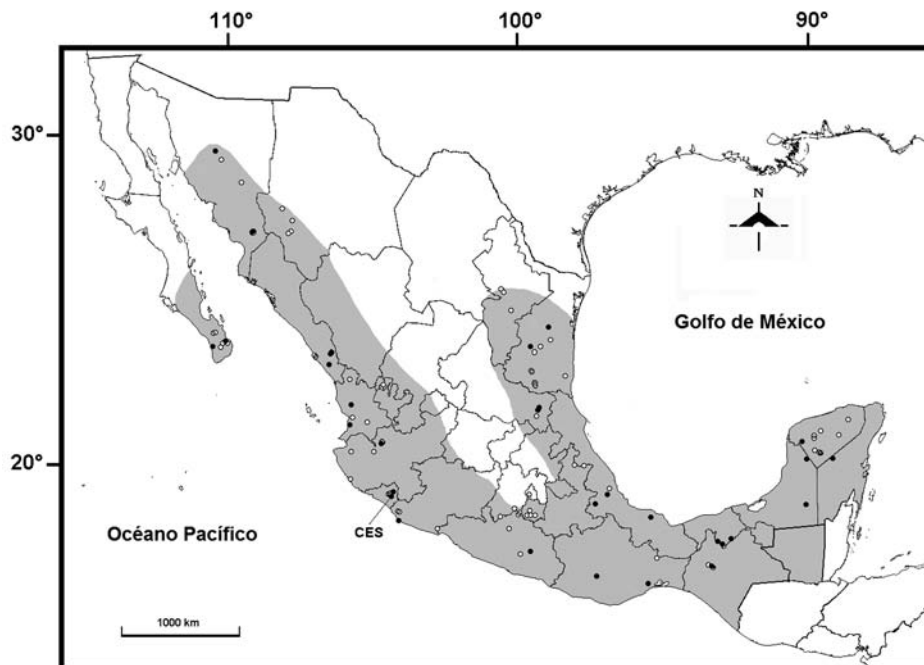 110°
100°
90°
30°
N
Golfo de México
20°
Océano Pacífico
CES
1000 km